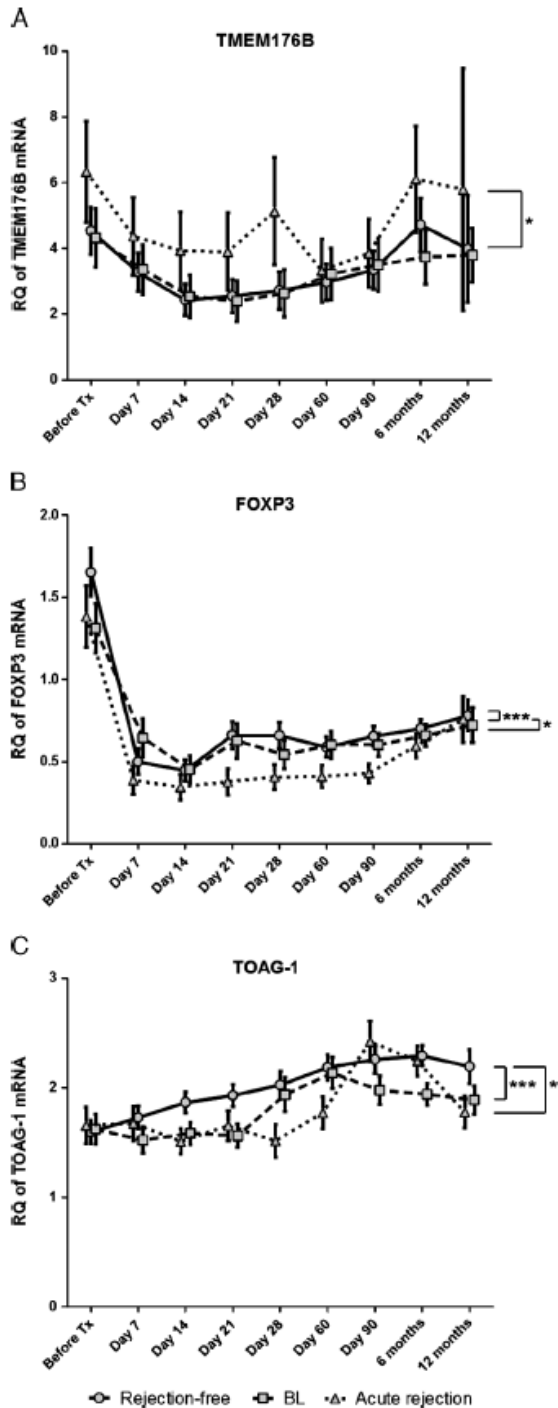 A
TMEM176B
RQ of TMEM176B mRNA
10
8
6
4
2
0
*
Before Tx
Day 7
Day 14
Day 21
Day 28
Day 60
Day 90
6 months
12 months
B
FOXP3
RQ of FOXP3 mRNA
2.0
1.5
1.0
0.5
0.0
***
*
Before Tx
Day 7
Day 14
Day 21
Day 28
Day 60
Day 90
6 months
12 months
C
TOAG-1
RQ of TOAG-1 mRNA
3
2
1
0
***
*
Before Tx
Day 7
Day 14
Day 21
Day 28
Day 60
Day 90
6 months
12 months
Rejection-free BL Acute rejection